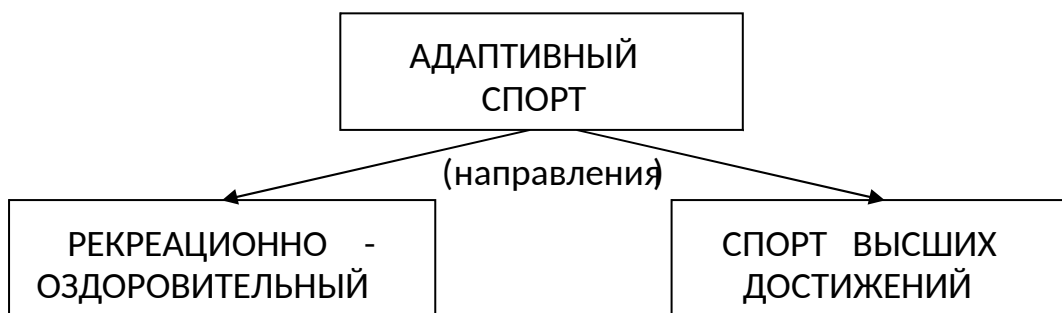 АДАПТИВНЫЙ
СПОРТ
(направления)
РЕКРЕАЦИОННО -
ОЗДОРОВИТЕЛЬНЫЙ
СПОРТ ВЫСШИХ
ДОСТИЖЕНИЙ